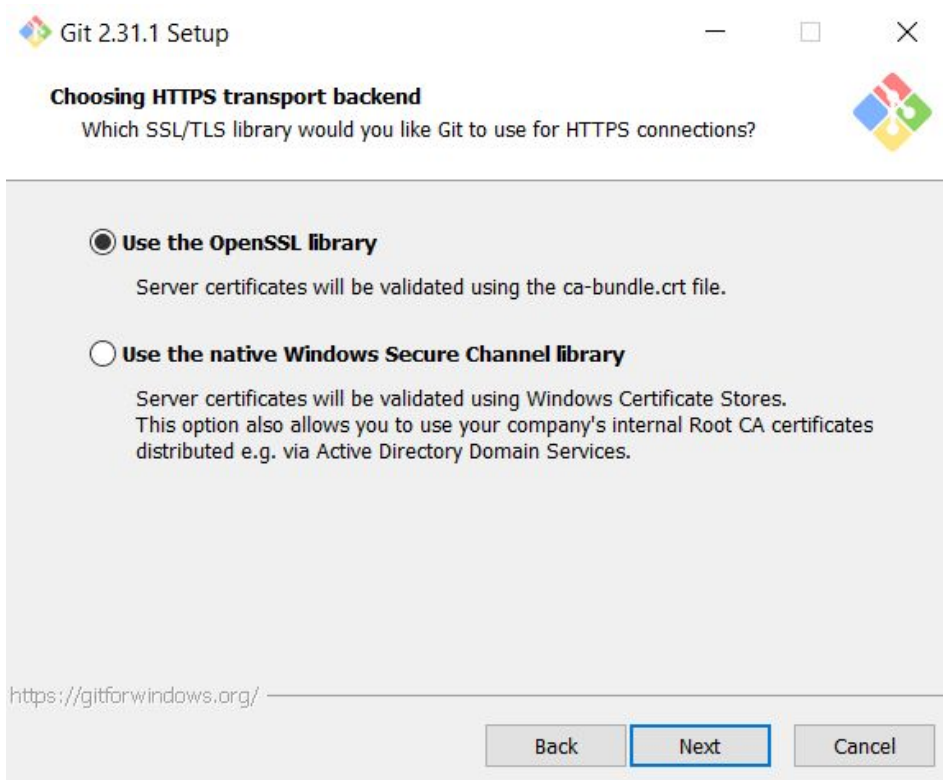 Git 2.31.1 Setup
Choosing HTTPS transport backend
Which SSL/TLS library would you like Git to use for HTTPS connections?
Use the OpenSSL library
Server certificates will be validated using the ca-bundle.crt file.
Use the native Windows Secure Channel library
Server certificates will be validated using Windows Certificate Stores.
This option also allows you to use your company's internal Root CA certificates
distributed e.g. via Active Directory Domain Services.
https://gitforwindows.org/
Back Next Cancel